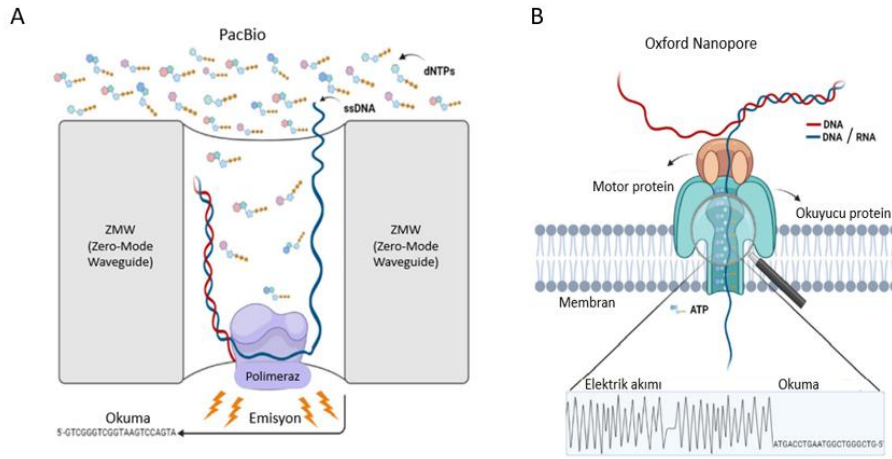 A
PacBio
dNTPs
ssDNA
ZMW
(Zero-Mode
Waveguide)
ZMW
(Zero-Mode
Waveguide)
Polimeraz
Okuma
Emisyon
5-GTCGGGTCGGTAAGTCCAGTA
B
Oxford Nanopore
DNA
DNA / RNA
Motor protein
Okuyucu protein
Membran
ATP
Elektrik akımı
Okuma
ATGACCTGAATGGCTGGGCTG-5'